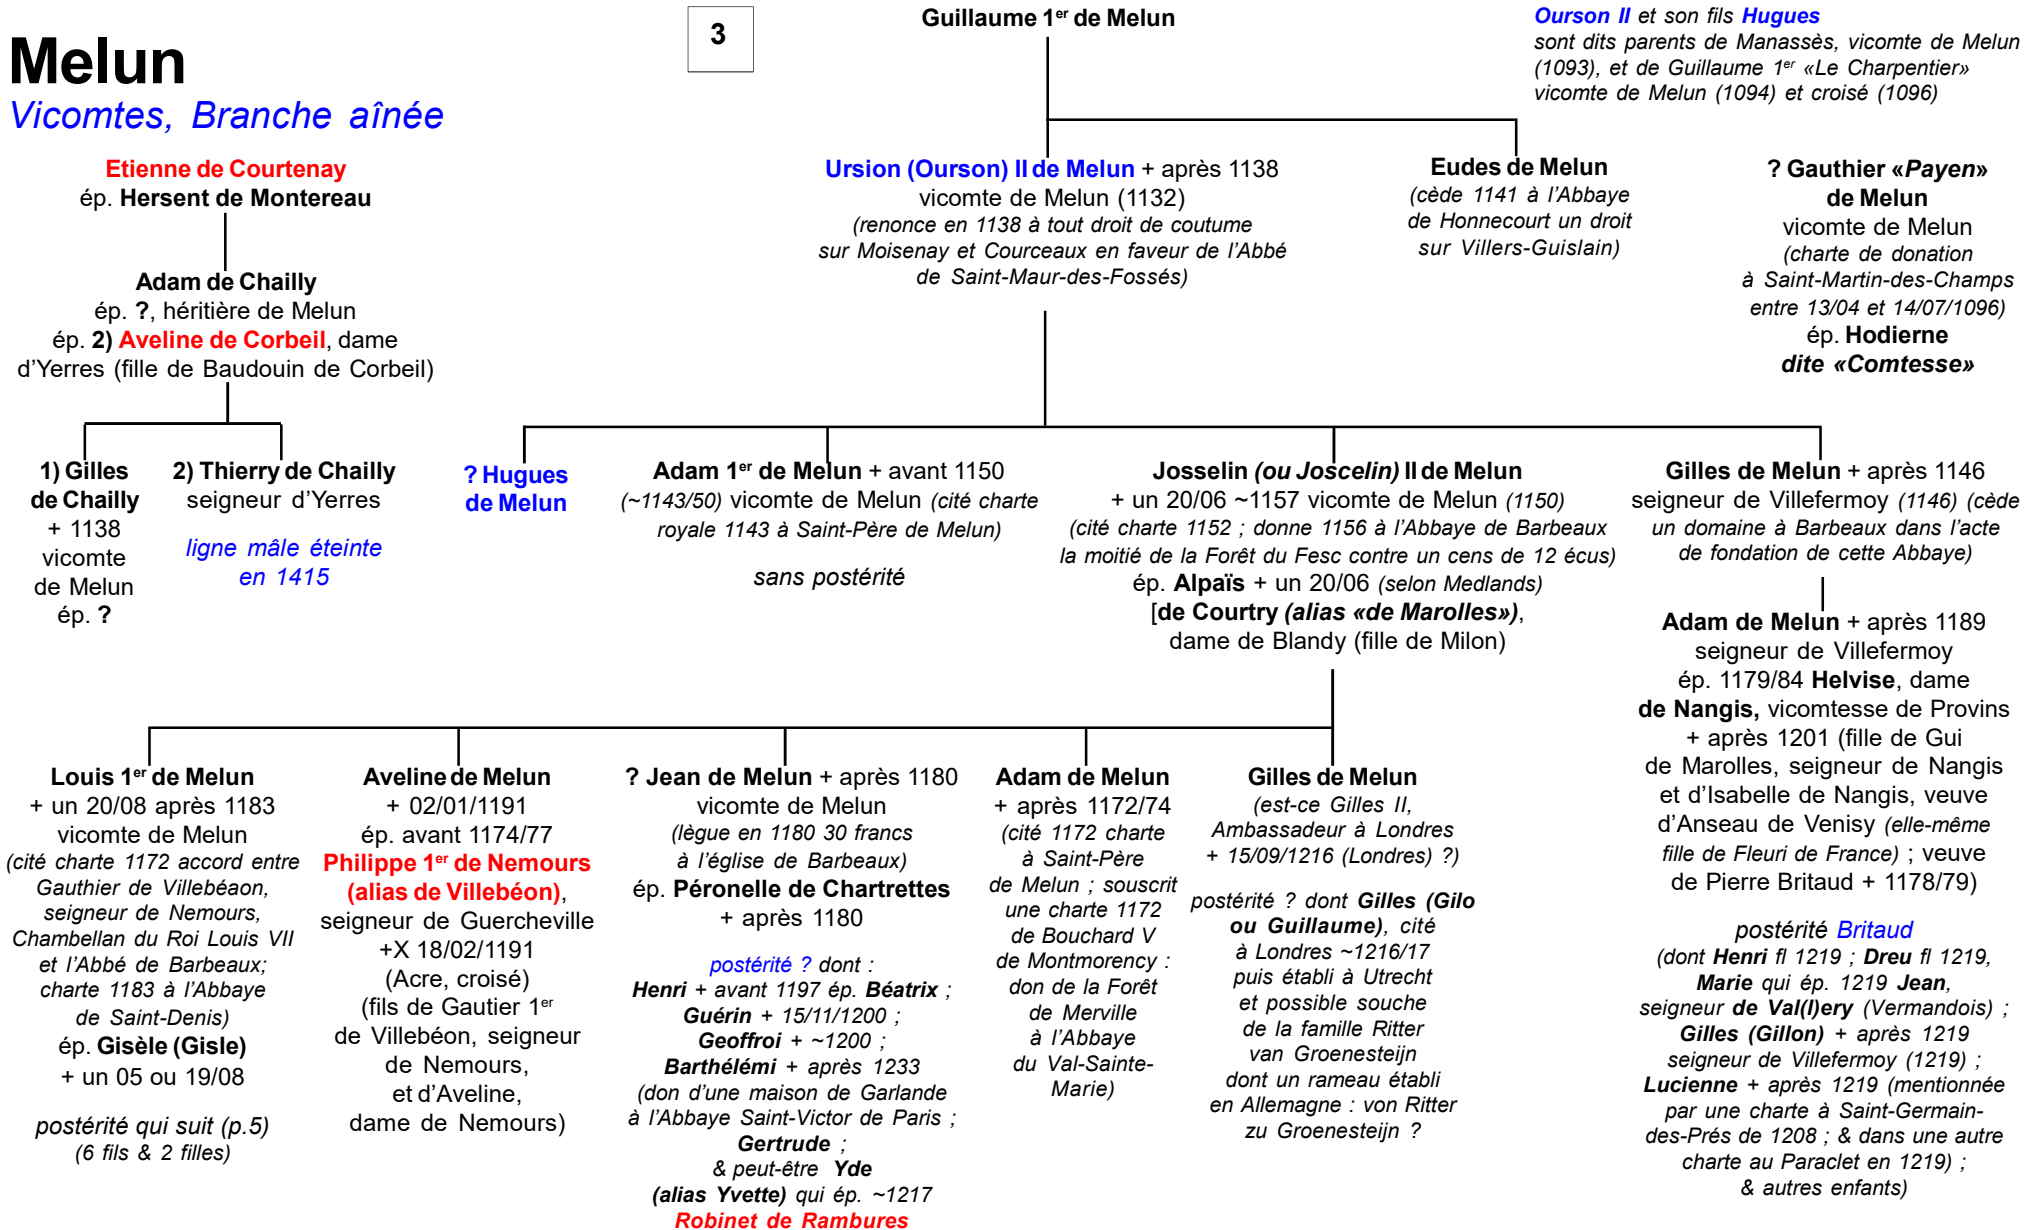 3
Guillaume 1er de Melun
Ourson II et son fils Hugues
sont dits parents de Manassès, vicomte de Melun
(1093), et de Guillaume 1er «Le Charpentier»
vicomte de Melun (1094) et croisé (1096)
Melun
Vicomtes, Branche aînée
Etienne de Courtenay
ép. Hersent de Montereau
Adam de Chailly
ép. ?, héritière de Melun
ép. 2) Aveline de Corbeil, dame
d'Yerres (fille de Baudouin de Corbeil)
Ursion (Ourson) II de Melun + après 1138
vicomte de Melun (1132)
(renonce en 1138 à tout droit de coutume
sur Moisenay et Courceaux en faveur de l'Abbé
de Saint-Maur-des-Fossés)
Eudes de Melun
(cède 1141 à l'Abbaye
de Honnecourt un droit
sur Villers-Guislain)
? Gauthier «Payen»
de Melun
vicomte de Melun
(charte de donation
à Saint-Martin-des-Champs
entre 13/04 et 14/07/1096)
ép. Hodierne
dite «Comtesse»
1) Gilles
de Chailly
+ 1138
vicomte
de Melun
ép. ?
2) Thierry de Chailly
seigneur d'Yerres
ligne mâle éteinte
en 1415
? Hugues
de Melun
Adam 1er de Melun + avant 1150
(~1143/50) vicomte de Melun (cité charte
royale 1143 à Saint-Père de Melun)
sans postérité
Josselin (ou Joscelin) II de Melun
+ un 20/06 ~1157 vicomte de Melun (1150)
(cité charte 1152 ; donne 1156 à l'Abbaye de Barbeaux
la moitié de la Forêt du Fesc contre un cens de 12 écus)
ép. Alpaïs + un 20/06 (selon Medlands)
[de Courtry (alias «de Marolles»),
dame de Blandy (fille de Milon)
Gilles de Melun + après 1146
seigneur de Villefermoy (1146) (cède
un domaine à Barbeaux dans l'acte
de fondation de cette Abbaye)
Adam de Melun + après 1189
seigneur de Villefermoy
ép. 1179/84 Helvise, dame
de Nangis, vicomtesse de Provins
+ après 1201 (fille de Gui
de Marolles, seigneur de Nangis
et d'Isabelle de Nangis, veuve
d'Anseau de Venisy (elle-même
fille de Fleuri de France) ; veuve
de Pierre Britaud + 1178/79)
postérité Britaud
(dont Henri fl 1219 ; Dreu fl 1219,
Marie qui ép. 1219 Jean,
seigneur de Val(l)ery (Vermandois) ;
Gilles (Gillon) + après 1219
seigneur de Villefermoy (1219) ;
Lucienne + après 1219 (mentionnée
par une charte à Saint-Germain-
des-Prés de 1208 ; & dans une autre
charte au Paraclet en 1219) ;
& autres enfants)
Louis 1er de Melun
+ un 20/08 après 1183
vicomte de Melun
(cité charte 1172 accord entre
Gauthier de Villebéaon,
seigneur de Nemours,
Chambellan du Roi Louis VII
et l'Abbé de Barbeaux;
charte 1183 à l'Abbaye
de Saint-Denis)
ép. Gisèle (Gisle)
+ un 05 ou 19/08
postérité qui suit (p.5)
(6 fils & 2 filles)
Aveline de Melun
+ 02/01/1191
ép. avant 1174/77
Philippe 1er de Nemours
(alias de Villebéon),
seigneur de Guercheville
+X 18/02/1191
(Acre, croisé)
(fils de Gautier 1er
de Villebéon, seigneur
de Nemours,
et d'Aveline,
dame de Nemours)
? Jean de Melun + après 1180
vicomte de Melun
(lègue en 1180 30 francs
à l'église de Barbeaux)
ép. Péronelle de Chartrettes
+ après 1180
postérité ? dont :
Henri + avant 1197 ép. Béatrix ;
Guérin + 15/11/1200 ;
Geoffroi + ~1200 ;
Barthélémi + après 1233
(don d'une maison de Garlande
à l'Abbaye Saint-Victor de Paris ;
Gertrude ;
& peut-être Yde
(alias Yvette) qui ép. ~1217
Robinet de Rambures
Adam de Melun
+ après 1172/74
(cité 1172 charte
à Saint-Père
de Melun ; souscrit
une charte 1172
de Bouchard V
de Montmorency :
don de la Forêt
de Merville
à l'Abbaye
du Val-Sainte-
Marie)
Gilles de Melun
(est-ce Gilles II,
Ambassadeur à Londres
+ 15/09/1216 (Londres) ?)
postérité ? dont Gilles (Gilo
ou Guillaume), cité
à Londres ~1216/17
puis établi à Utrecht
et possible souche
de la famille Ritter
van Groenesteijn
dont un rameau établi
en Allemagne : von Ritter
zu Groenesteijn ?